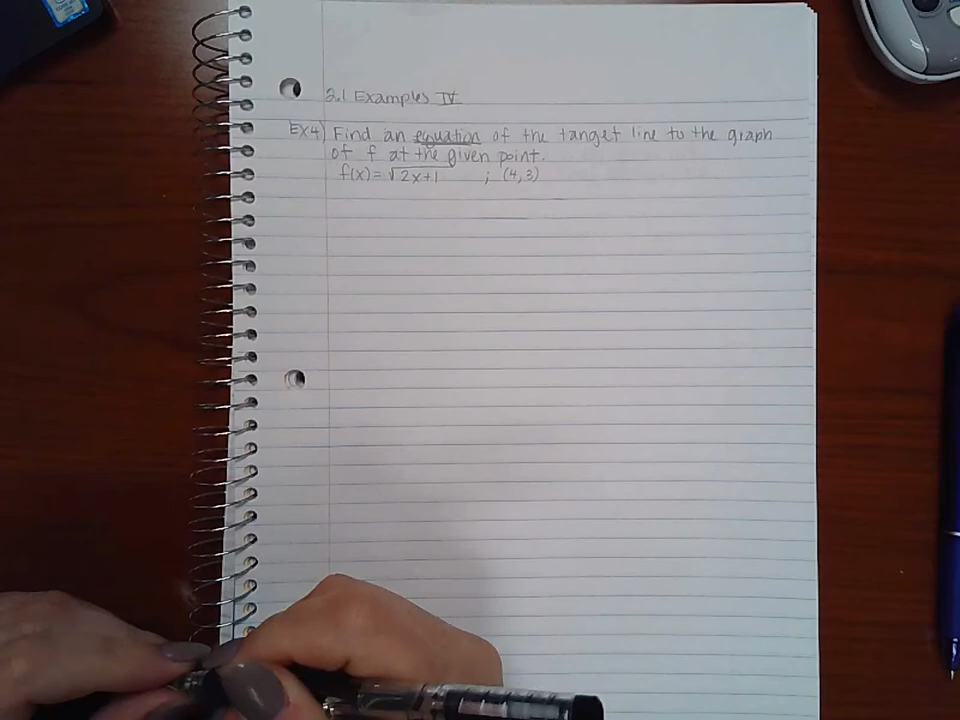 2.1 Examples IV
Ex4) Find an equation of the tanget line to the graph
of f at the given point.
f(x) = √2x+1 ; (4,3)